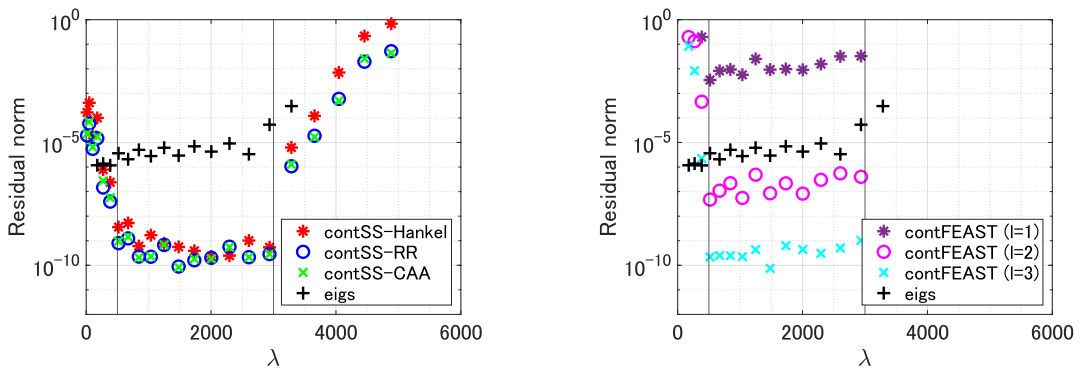 10^0
10^-5
10^-10
Residual norm
0
2000
4000
6000
λ
contSS-Hankel
contSS-RR
contSS-CAA
eigs
10^0
10^-5
10^-10
Residual norm
0
2000
4000
6000
λ
contFEAST (l=1)
contFEAST (l=2)
contFEAST (l=3)
eigs